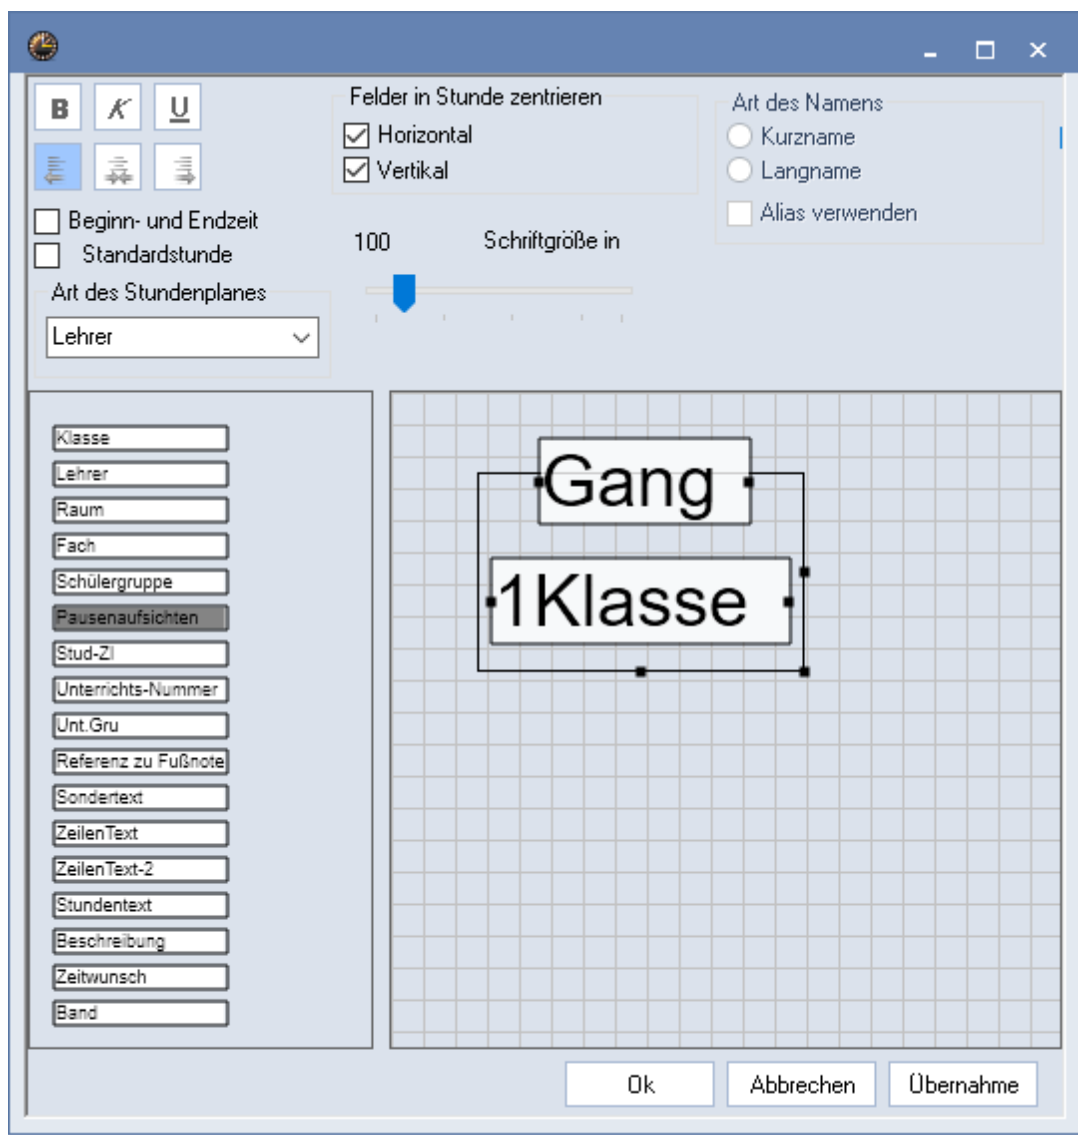 B K U
Felder in Stunde zentrieren
Horizontal
Vertikal
Art des Namens
Kurzname
Langname
Alias verwenden
Beginn- und Endzeit
Standardstunde
100 Schriftgröße in
Art des Stundenplanes
Lehrer
Klasse
Lehrer
Raum
Fach
Schülergruppe
Pausenaufsichten
Stud-Zl
Unterrichts-Nummer
Unt.Gru
Referenz zu Fußnote
Sondertext
ZeilenText
ZeilenText-2
Stundentext
Beschreibung
Zeitwunsch
Band
Gang
1Klasse
Ok Abbrechen Übernahme